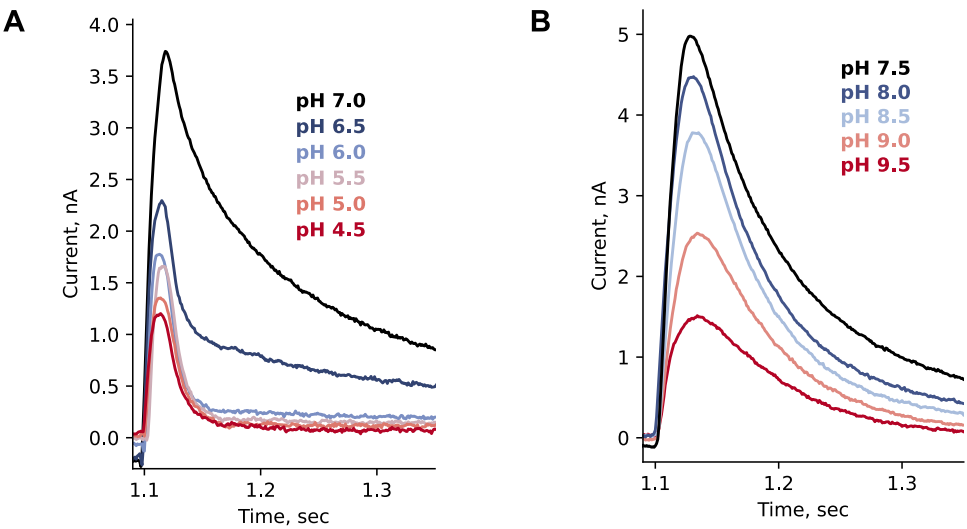 A
4.0
3.5
3.0
2.5
2.0
1.5
1.0
0.5
0.0
Current, nA
pH 7.0
pH 6.5
pH 6.0
pH 5.5
pH 5.0
pH 4.5
1.1 1.2 1.3
Time, sec
B
5
4
3
2
1
0
Current, nA
pH 7.5
pH 8.0
pH 8.5
pH 9.0
pH 9.5
1.1 1.2 1.3
Time, sec